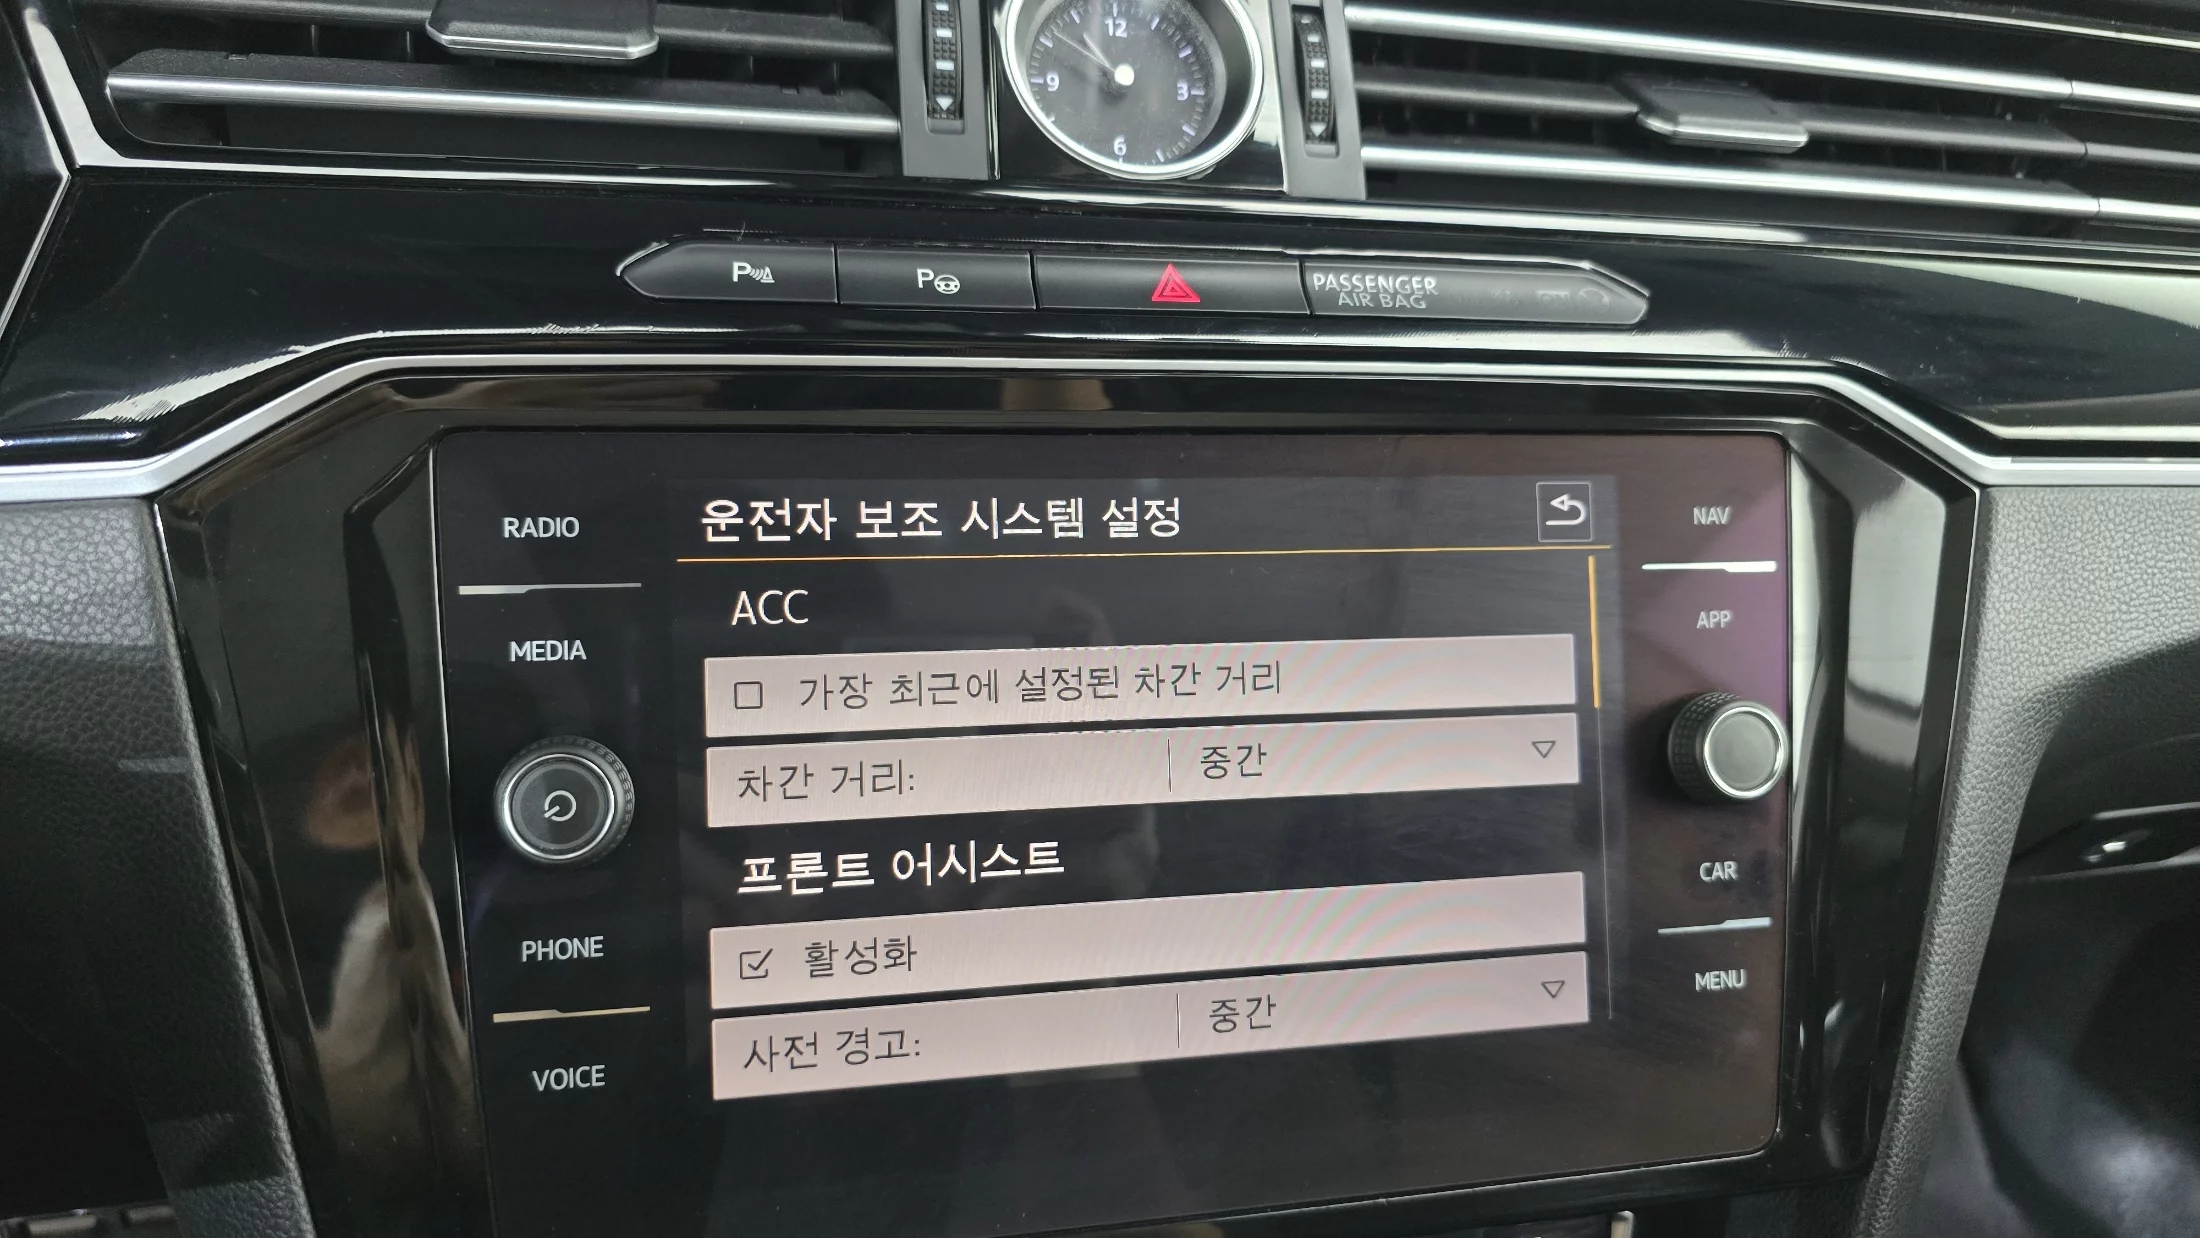 12
9
3
6
P
P
PASSENGER
AIR BAG
RADIO
MEDIA
PHONE
VOICE
운전자 보조 시스템 설정
ACC
가장 최근에 설정된 차간 거리
차간 거리: 중간
프론트 어시스트
활성화
사전 경고: 중간
NAV
APP
CAR
MENU